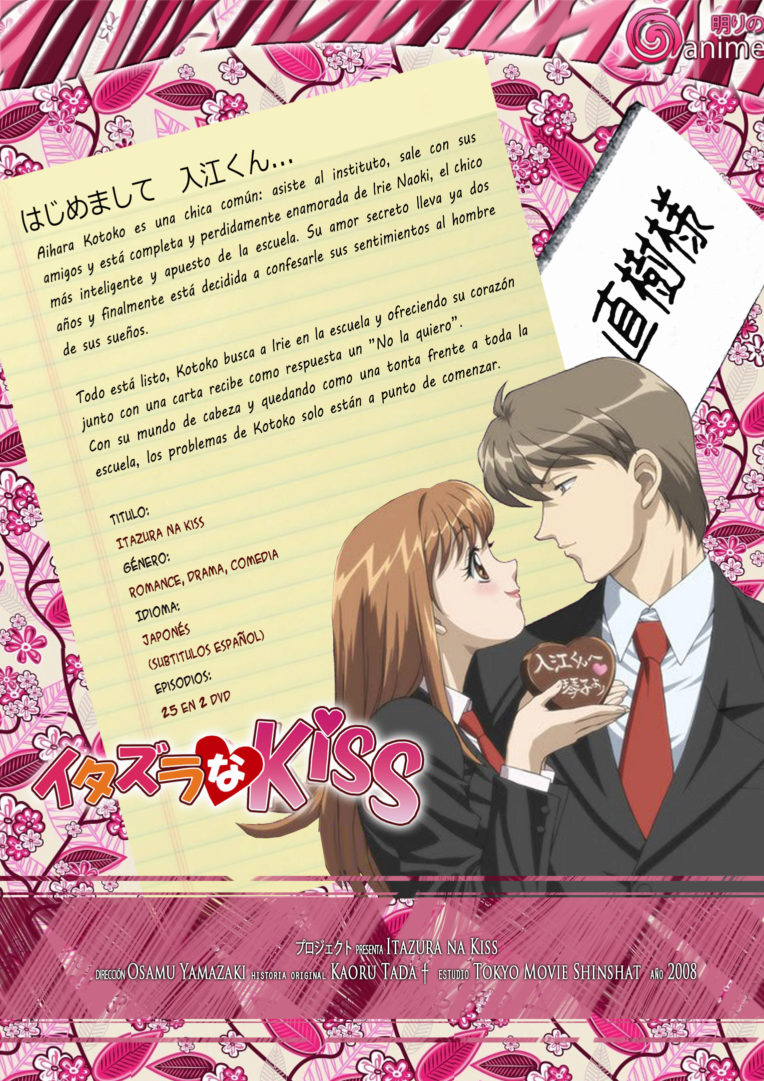 明りの
anime
はじめまして 入江くん...
Aihara Kotoko es una chica común: asiste al instituto, sale con sus
amigos y está completa y perdidamente enamorada de Irie Naoki, el chico
más inteligente y apuesto de la escuela. Su amor secreto lleva ya dos
años y finalmente está decidida a confesarle sus sentimientos al hombre
de sus sueños.
Todo está listo, Kotoko busca a Irie en la escuela y ofreciendo su corazón
junto con una carta recibe como respuesta un "No la quiero".
Con su mundo de cabeza y quedando como una tonta frente a toda la
escuela, los problemas de Kotoko solo están a punto de comenzar.
直樹様
TITULO:
ITAZURA NA KISS
GÉNERO:
ROMANCE, DRAMA, COMEDIA
IDIOMA:
JAPONÉS
(SUBTITULOS ESPAÑOL)
EPISODIOS:
25 EN 2 DVD
入江くんへ
琴子より
イタズラなKiss
プロジェクト PRESENTA ITAZURA NA KISS
DIRECCIÓN OSAMU YAMAZAKI HISTORIA ORIGINAL KAORU TADA † ESTUDIO TOKYO MOVIE SHINSHAT AÑO 2008